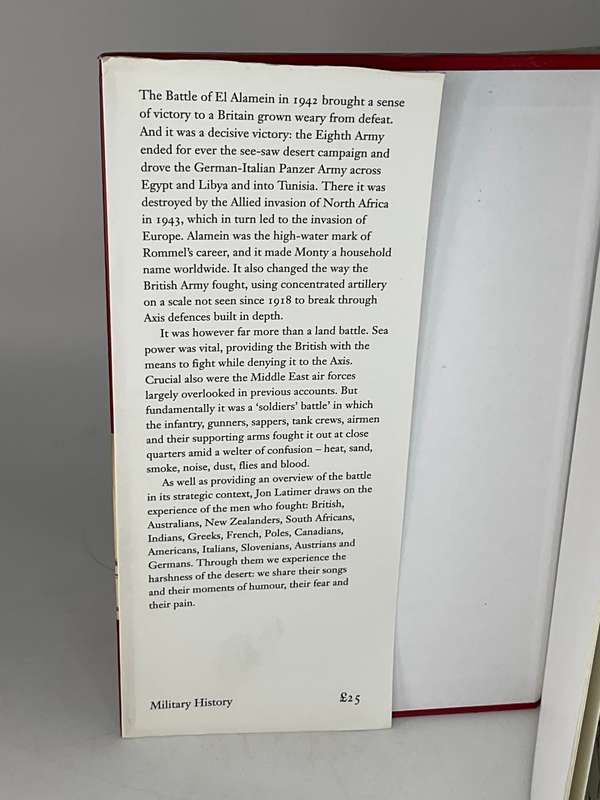 The Battle of El Alamein in 1942 brought a sense
of victory to a Britain grown weary from defeat.
And it was a decisive victory: the Eighth Army
ended for ever the see-saw desert campaign and
drove the German-Italian Panzer Army across
Egypt and Libya and into Tunisia. There it was
destroyed by the Allied invasion of North Africa
in 1943, which in turn led to the invasion of
Europe. Alamein was the high-water mark of
Rommel's career, and it made Monty a household
name worldwide. It also changed the way the
British Army fought, using concentrated artillery
on a scale not seen since 1918 to break through
Axis defences built in depth.
It was however far more than a land battle. Sea
power was vital, providing the British with the
means to fight while denying it to the Axis.
Crucial also were the Middle East air forces
largely overlooked in previous accounts. But
fundamentally it was a 'soldiers' battle' in which
the infantry, gunners, sappers, tank crews, airmen
and their supporting arms fought it out at close
quarters amid a welter of confusion – heat, sand,
smoke, noise, dust, flies and blood.
As well as providing an overview of the battle
in its strategic context, Jon Latimer draws on the
experience of the men who fought: British,
Australians, New Zealanders, South Africans,
Indians, Greeks, French, Poles, Canadians,
Americans, Italians, Slovenians, Austrians and
Germans. Through them we experience the
harshness of the desert: we share their songs
and their moments of humour, their fear and
their pain.
Military History
£25